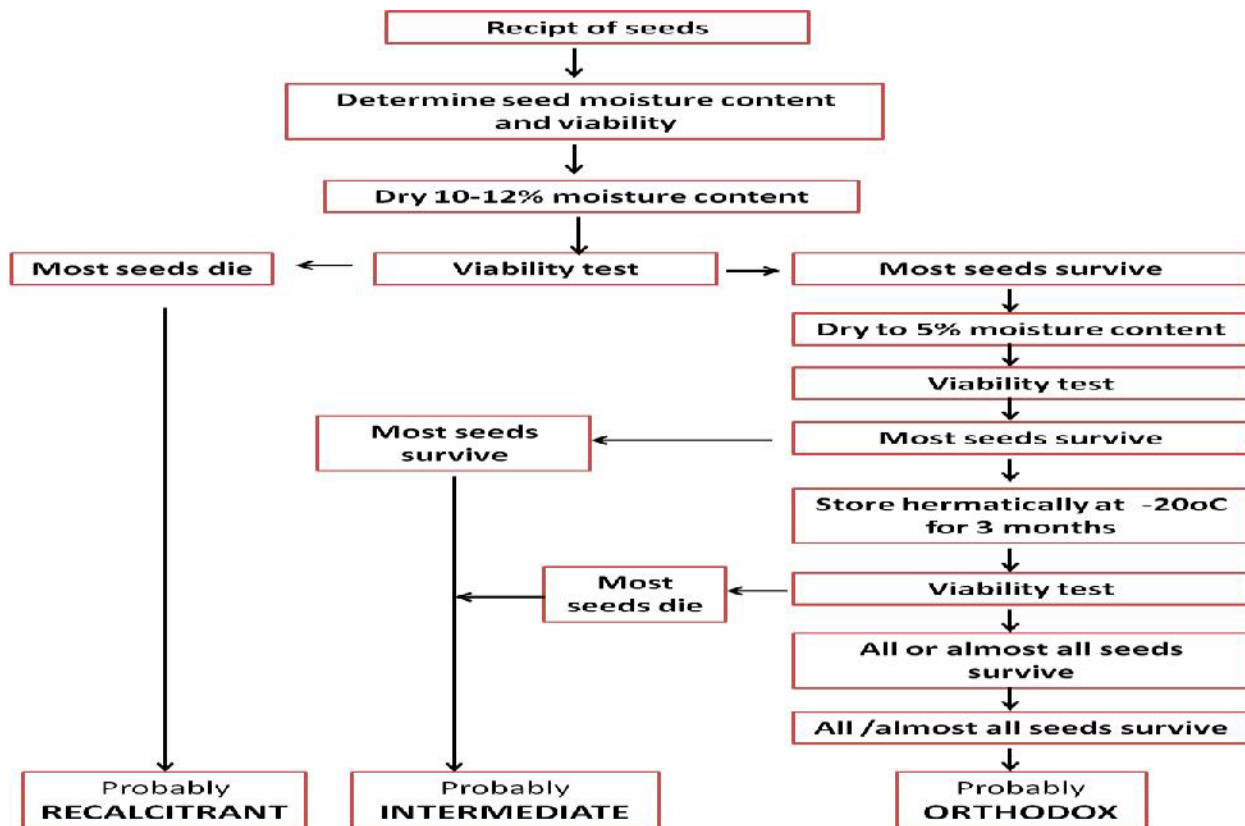 Recipt of seeds
Determine seed moisture content
and viability
Dry 10-12% moisture content
Most seeds die
Viability test
Most seeds survive
Dry to 5% moisture content
Viability test
Most seeds
survive
Most seeds survive
Store hermatically at -20oC
for 3 months
Most
seeds die
Viability test
All or almost all seeds
survive
All /almost all seeds survive
Probably
RECALCITRANT
Probably
INTERMEDIATE
Probably
ORTHODOX